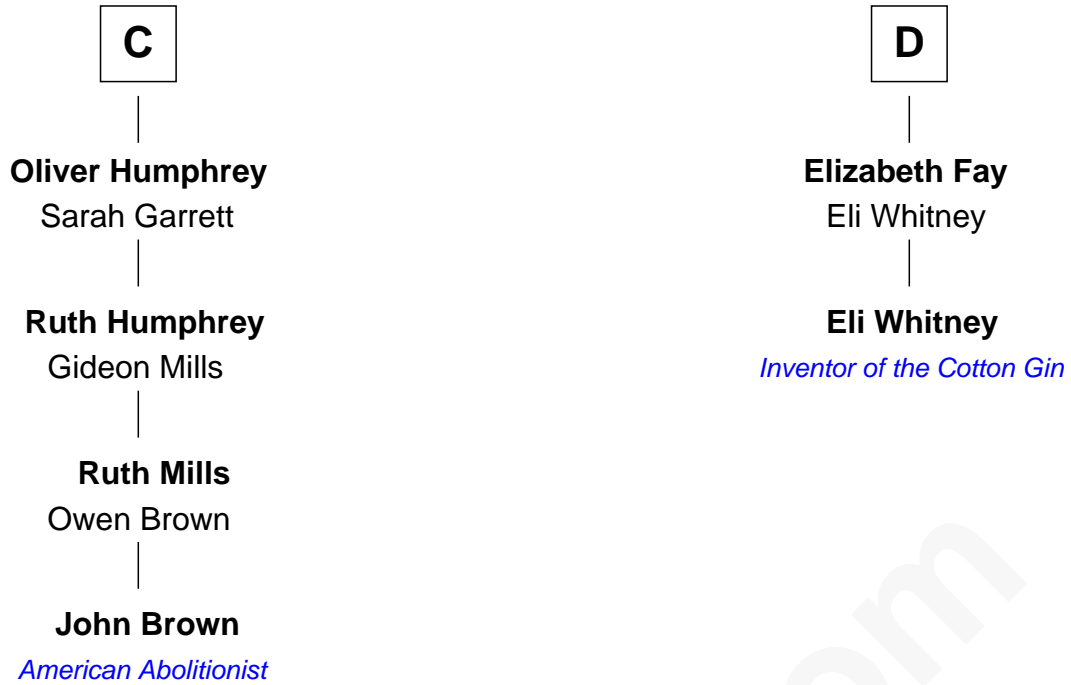 C
Oliver Humphrey
Sarah Garrett
Ruth Humphrey
Gideon Mills
Ruth Mills
Owen Brown
John Brown
American Abolitionist
D
Elizabeth Fay
Eli Whitney
Eli Whitney
Inventor of the Cotton Gin
om